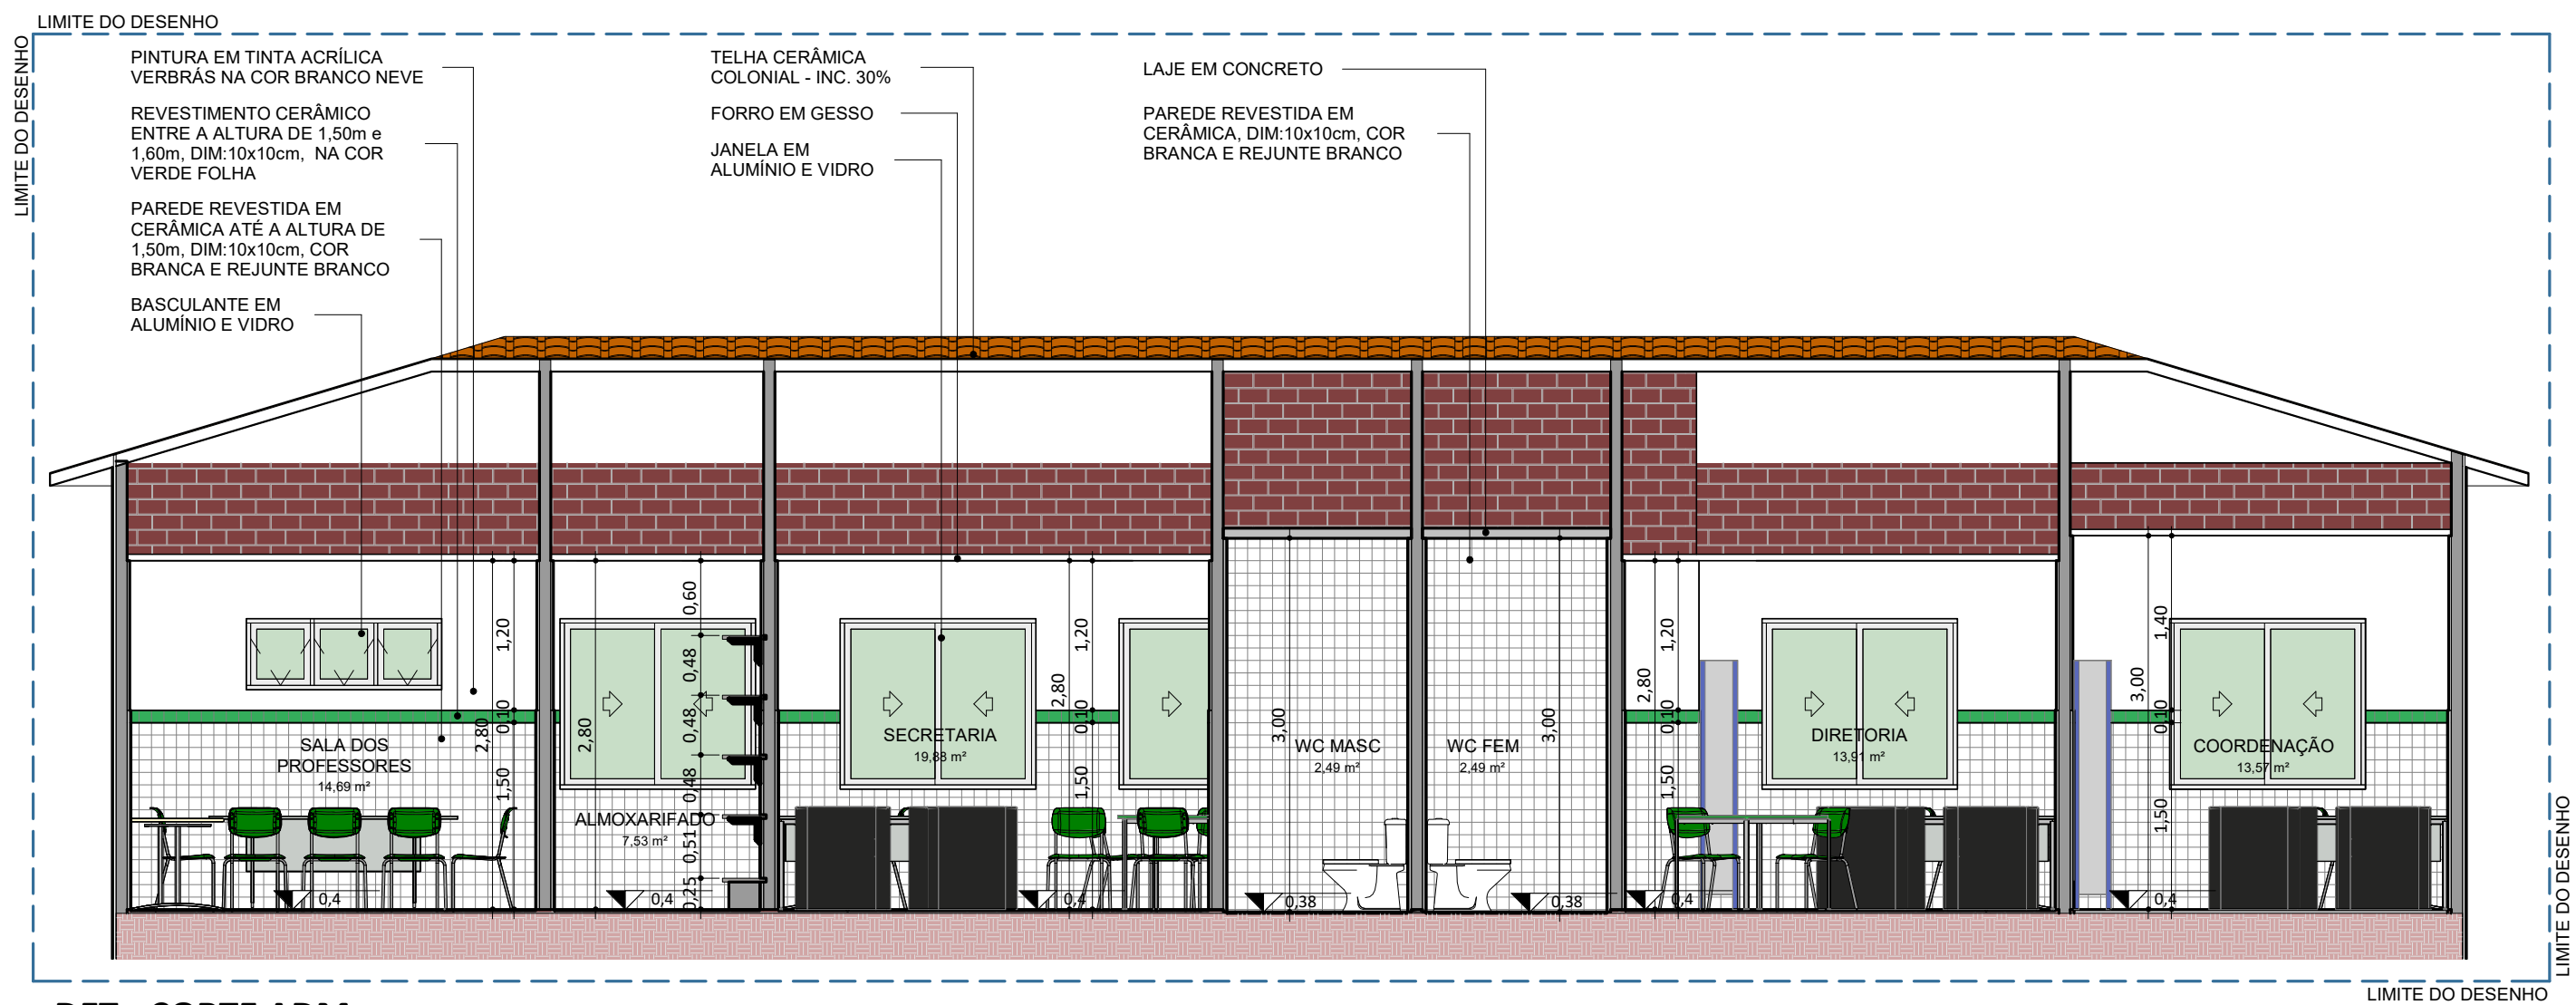 LIMITE DO DESENHO
LIMITE DO DESENHO
PINTURA EM TINTA ACRÍLICA
VERBRÁS NA COR BRANCO NEVE
REVESTIMENTO CERÂMICO
ENTRE A ALTURA DE 1,50m e
1,60m, DIM:10x10cm, NA COR
VERDE FOLHA
PAREDE REVESTIDA EM
CERÂMICA ATÉ A ALTURA DE
1,50m, DIM:10x10cm, COR
BRANCA E REJUNTE BRANCO
BASCULANTE EM
ALUMÍNIO E VIDRO
TELHA CERÂMICA
COLONIAL - INC. 30%
FORRO EM GESSO
JANELA EM
ALUMÍNIO E VIDRO
LAJE EM CONCRETO
PAREDE REVESTIDA EM
CERÂMICA, DIM:10x10cm, COR
BRANCA E REJUNTE BRANCO
SALA DOS
PROFESSORES
14,69 m²
2,80
1,20
0,10
1,50
0,4
ALMOXARIFADO
7,53 m²
2,80
0,60
0,48
0,48
0,48
0,51
0,25
0,4
SECRETARIA
19,88 m²
2,80
1,20
0,10
1,50
0,4
WC MASC
2,49 m²
3,00
0,38
WC FEM
2,49 m²
3,00
0,38
DIRETORIA
13,91 m²
2,80
1,20
0,10
1,50
0,4
COORDENAÇÃO
13,57 m²
3,00
1,40
0,10
1,50
0,4
LIMITE DO DESENHO
LIMITE DO DESENHO